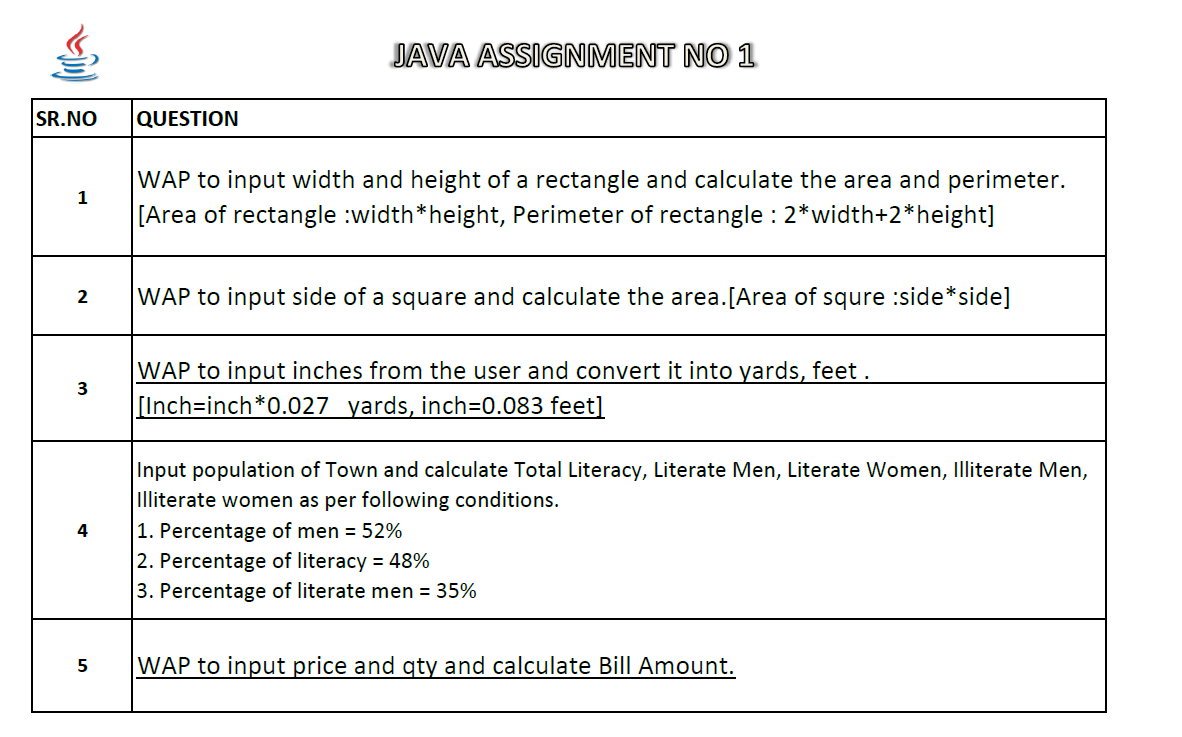 JAVA ASSIGNMENT NO 1
SR.NO QUESTION
1
WAP to input width and height of a rectangle and calculate the area and perimeter.
[Area of rectangle :width*height, Perimeter of rectangle : 2*width+2*height]
2 WAP to input side of a square and calculate the area.[Area of squre :side*side]
3
WAP to input inches from the user and convert it into yards, feet .
[Inch=inch*0.027 yards, inch=0.083 feet]
4
Input population of Town and calculate Total Literacy, Literate Men, Literate Women, Illiterate Men,
Illiterate women as per following conditions.
1. Percentage of men = 52%
2. Percentage of literacy = 48%
3. Percentage of literate men = 35%
5 WAP to input price and qty and calculate Bill Amount.